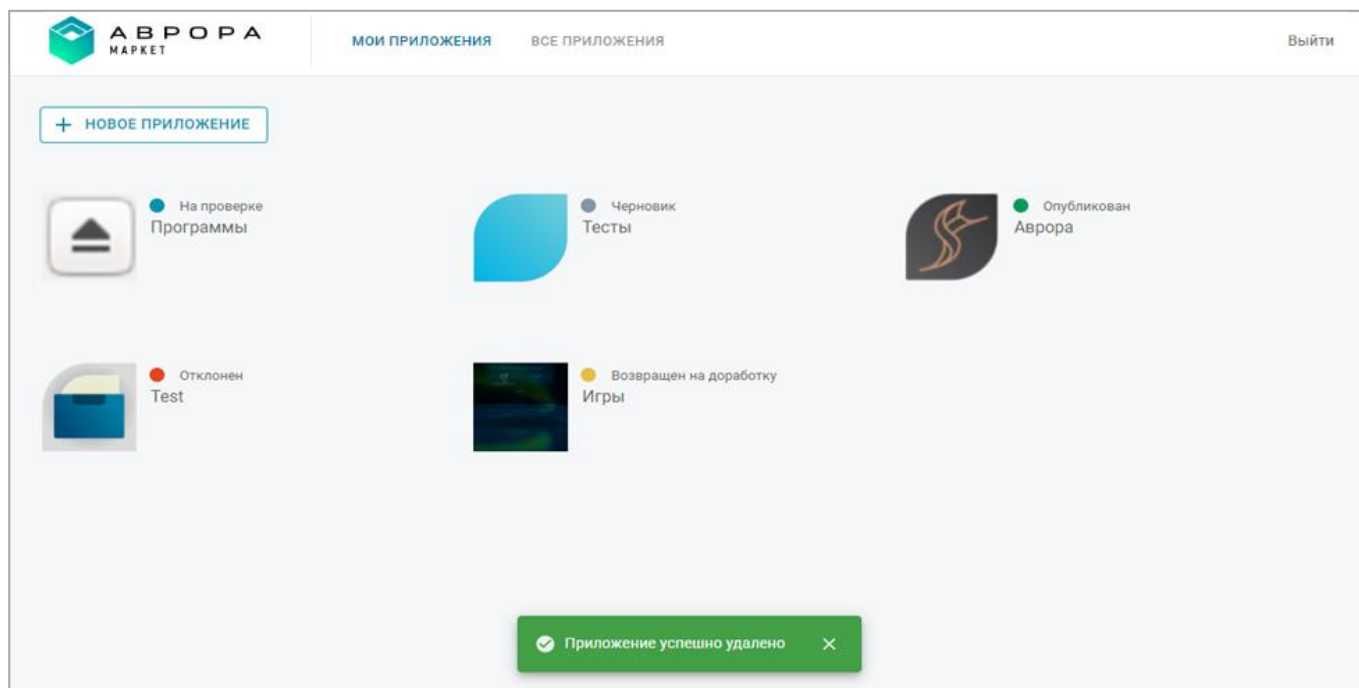 АВРОРА
МАРКЕТ
МОИ ПРИЛОЖЕНИЯ
ВСЕ ПРИЛОЖЕНИЯ
Выйти
+ НОВОЕ ПРИЛОЖЕНИЕ
На проверке
Программы
Черновик
Тесты
Опубликован
Аврора
Отклонен
Test
Возвращен на доработку
Игры
Приложение успешно удалено